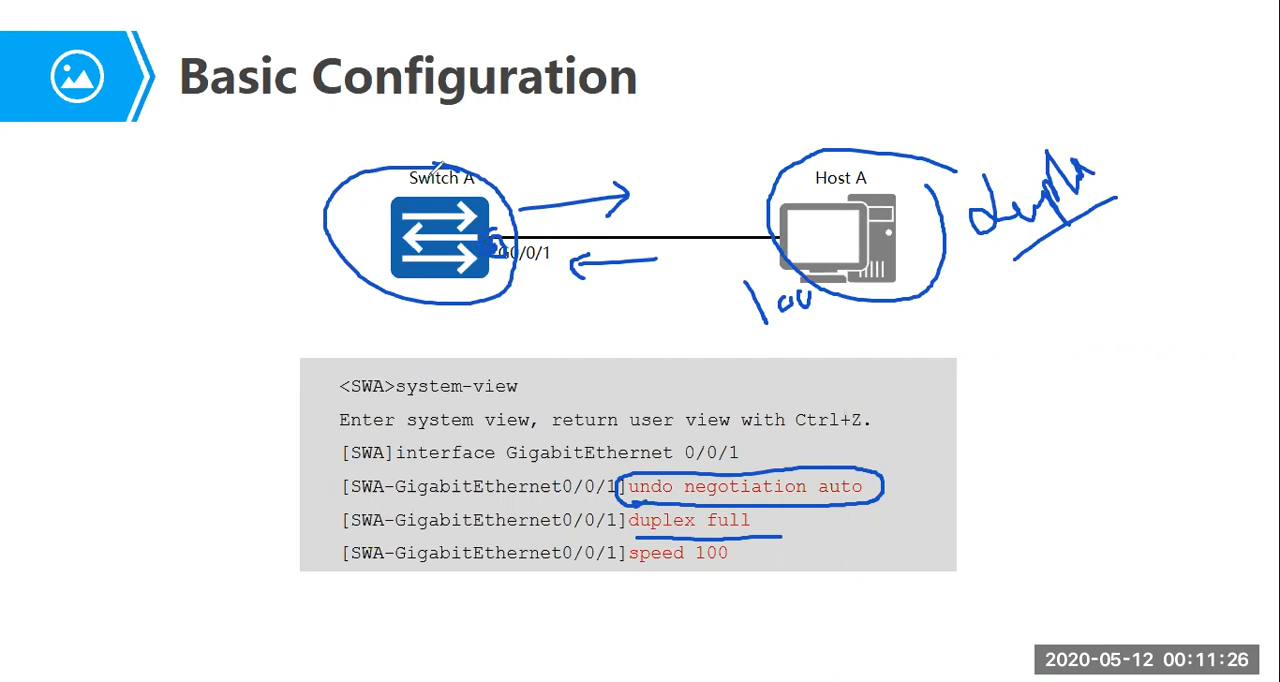 Basic Configuration
Switch A
Host A
G0/0/1
100
<SWA>system-view
Enter system view, return user view with Ctrl+Z.
[SWA]interface GigabitEthernet 0/0/1
[SWA-GigabitEthernet0/0/1]undo negotiation auto
[SWA-GigabitEthernet0/0/1]duplex full
[SWA-GigabitEthernet0/0/1]speed 100
2020-05-12 00:11:26